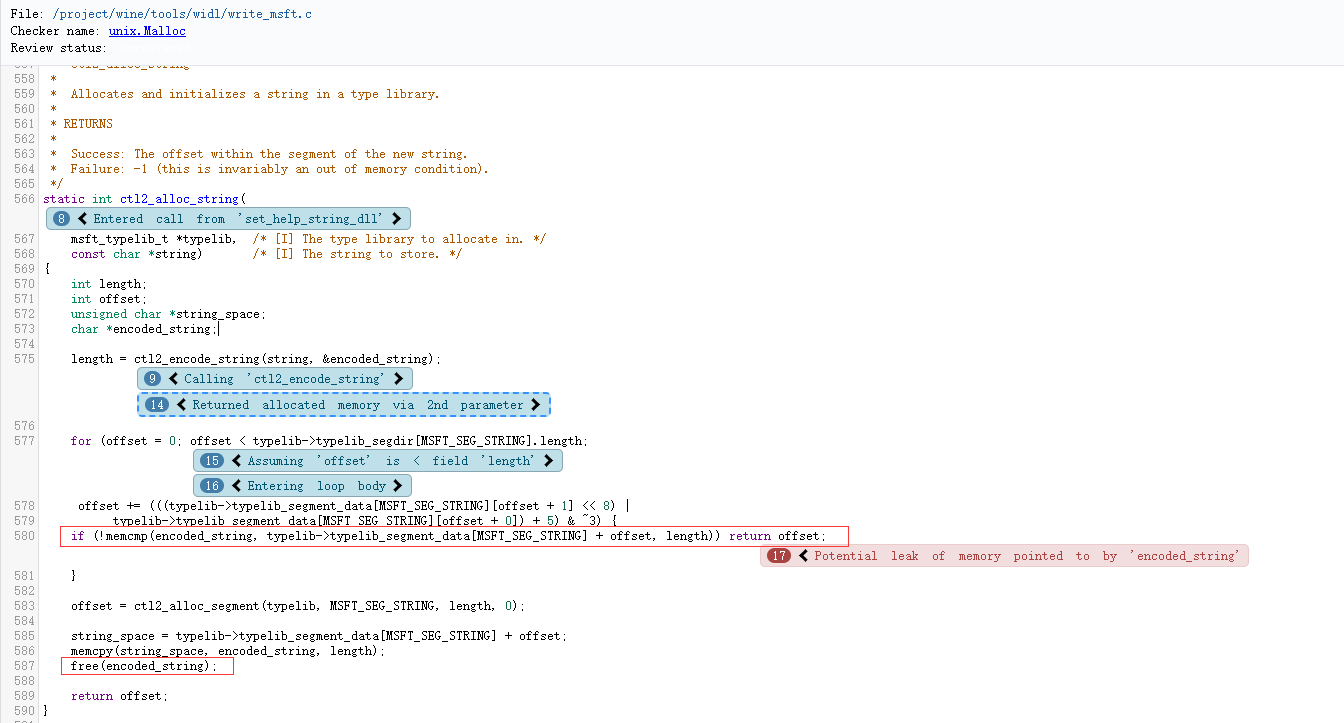 File: /project/wine/tools/widl/write_msft.c
Checker name: unix.Malloc
Review status:
558 *
559 *  Allocates and initializes a string in a type library.
560 *
561 * RETURNS
562 *
563 *  Success: The offset within the segment of the new string.
564 *  Failure: -1 (this is invariably an out of memory condition).
565 */
566 static int ctl2_alloc_string(
8 Entered call from 'set_help_string_dll'
567     msft_typelib_t *typelib,  /* [I] The type library to allocate in. */
568     const char *string)       /* [I] The string to store. */
569 {
570     int length;
571     int offset;
572     unsigned char *string_space;
573     char *encoded_string;
574
575     length = ctl2_encode_string(string, &encoded_string);
9 Calling 'ctl2_encode_string'
14 Returned allocated memory via 2nd parameter
576
577     for (offset = 0; offset < typelib->typelib_segdir[MSFT_SEG_STRING].length;
15 Assuming 'offset' is < field 'length'
16 Entering loop body
578      offset += (((typelib->typelib_segment_data[MSFT_SEG_STRING][offset + 1] << 8) |
579           typelib->typelib_segment_data[MSFT_SEG_STRING][offset + 0]) + 5) & ~3) {
580     if (!memcmp(encoded_string, typelib->typelib_segment_data[MSFT_SEG_STRING] + offset, length)) return offset;
17 Potential leak of memory pointed to by 'encoded_string'
581     }
582
583     offset = ctl2_alloc_segment(typelib, MSFT_SEG_STRING, length, 0);
584
585     string_space = typelib->typelib_segment_data[MSFT_SEG_STRING] + offset;
586     memcpy(string_space, encoded_string, length);
587     free(encoded_string);
588
589     return offset;
590 }